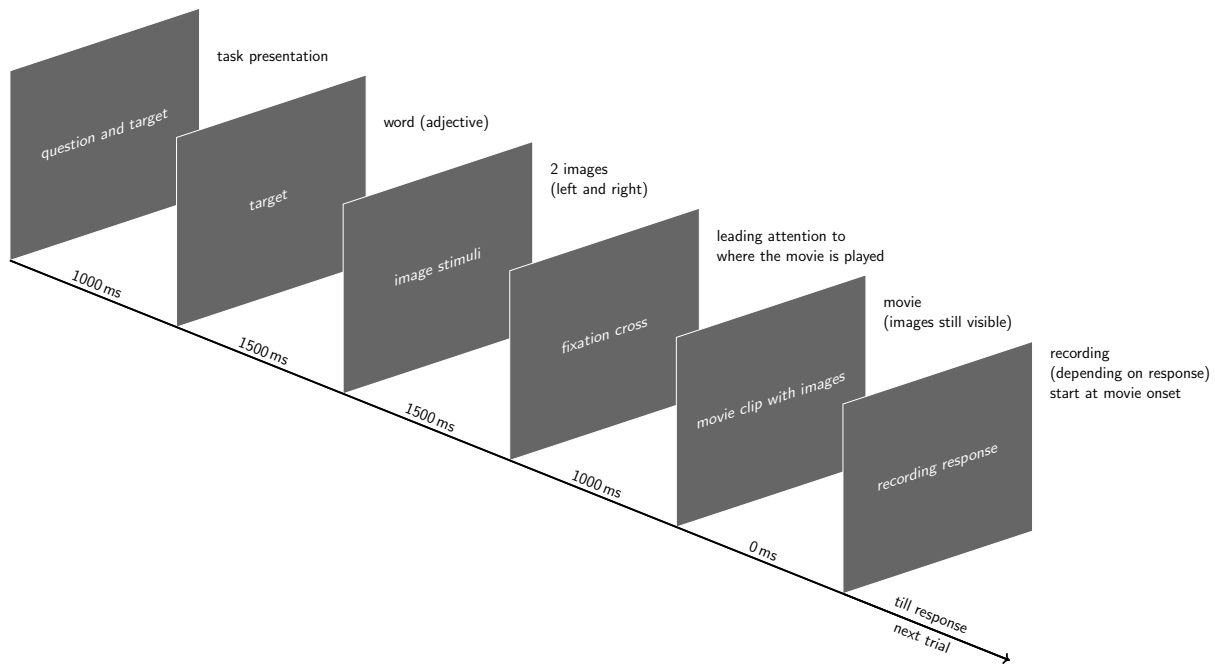 task presentation
question and target
word (adjective)
target
2 images
(left and right)
image stimuli
leading attention to
where the movie is played
fixation cross
movie
(images still visible)
movie clip with images
recording
(depending on response)
start at movie onset
recording response
1000 ms
1500 ms
1500 ms
1000 ms
0 ms
till response
next trial